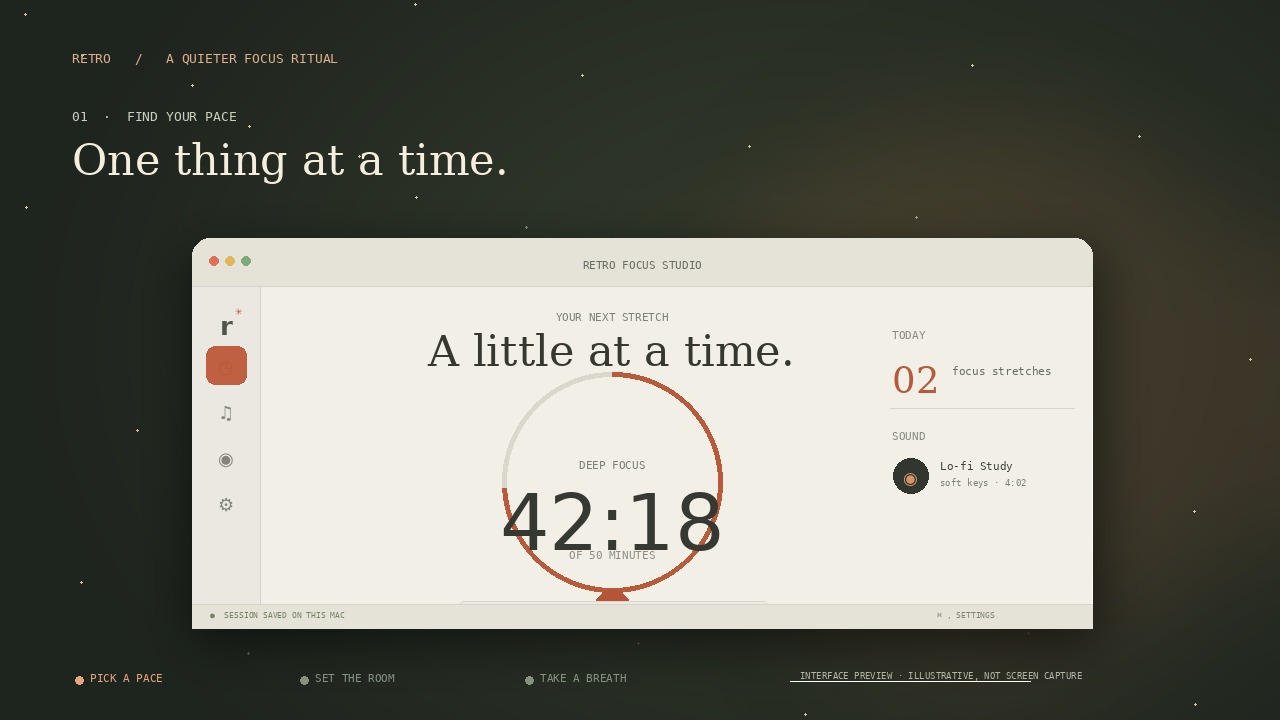 RETRO / A QUIETER FOCUS RITUAL
01 · FIND YOUR PACE
One thing at a time.
RETRO FOCUS STUDIO
r*
YOUR NEXT STRETCH
A little at a time.
DEEP FOCUS
42:18
OF 50 MINUTES
TODAY
02 focus stretches
SOUND
Lo-fi Study
soft keys · 4:02
SESSION SAVED ON THIS MAC
⌘ , SETTINGS
PICK A PACE
SET THE ROOM
TAKE A BREATH
INTERFACE PREVIEW · ILLUSTRATIVE, NOT SCREEN CAPTURE